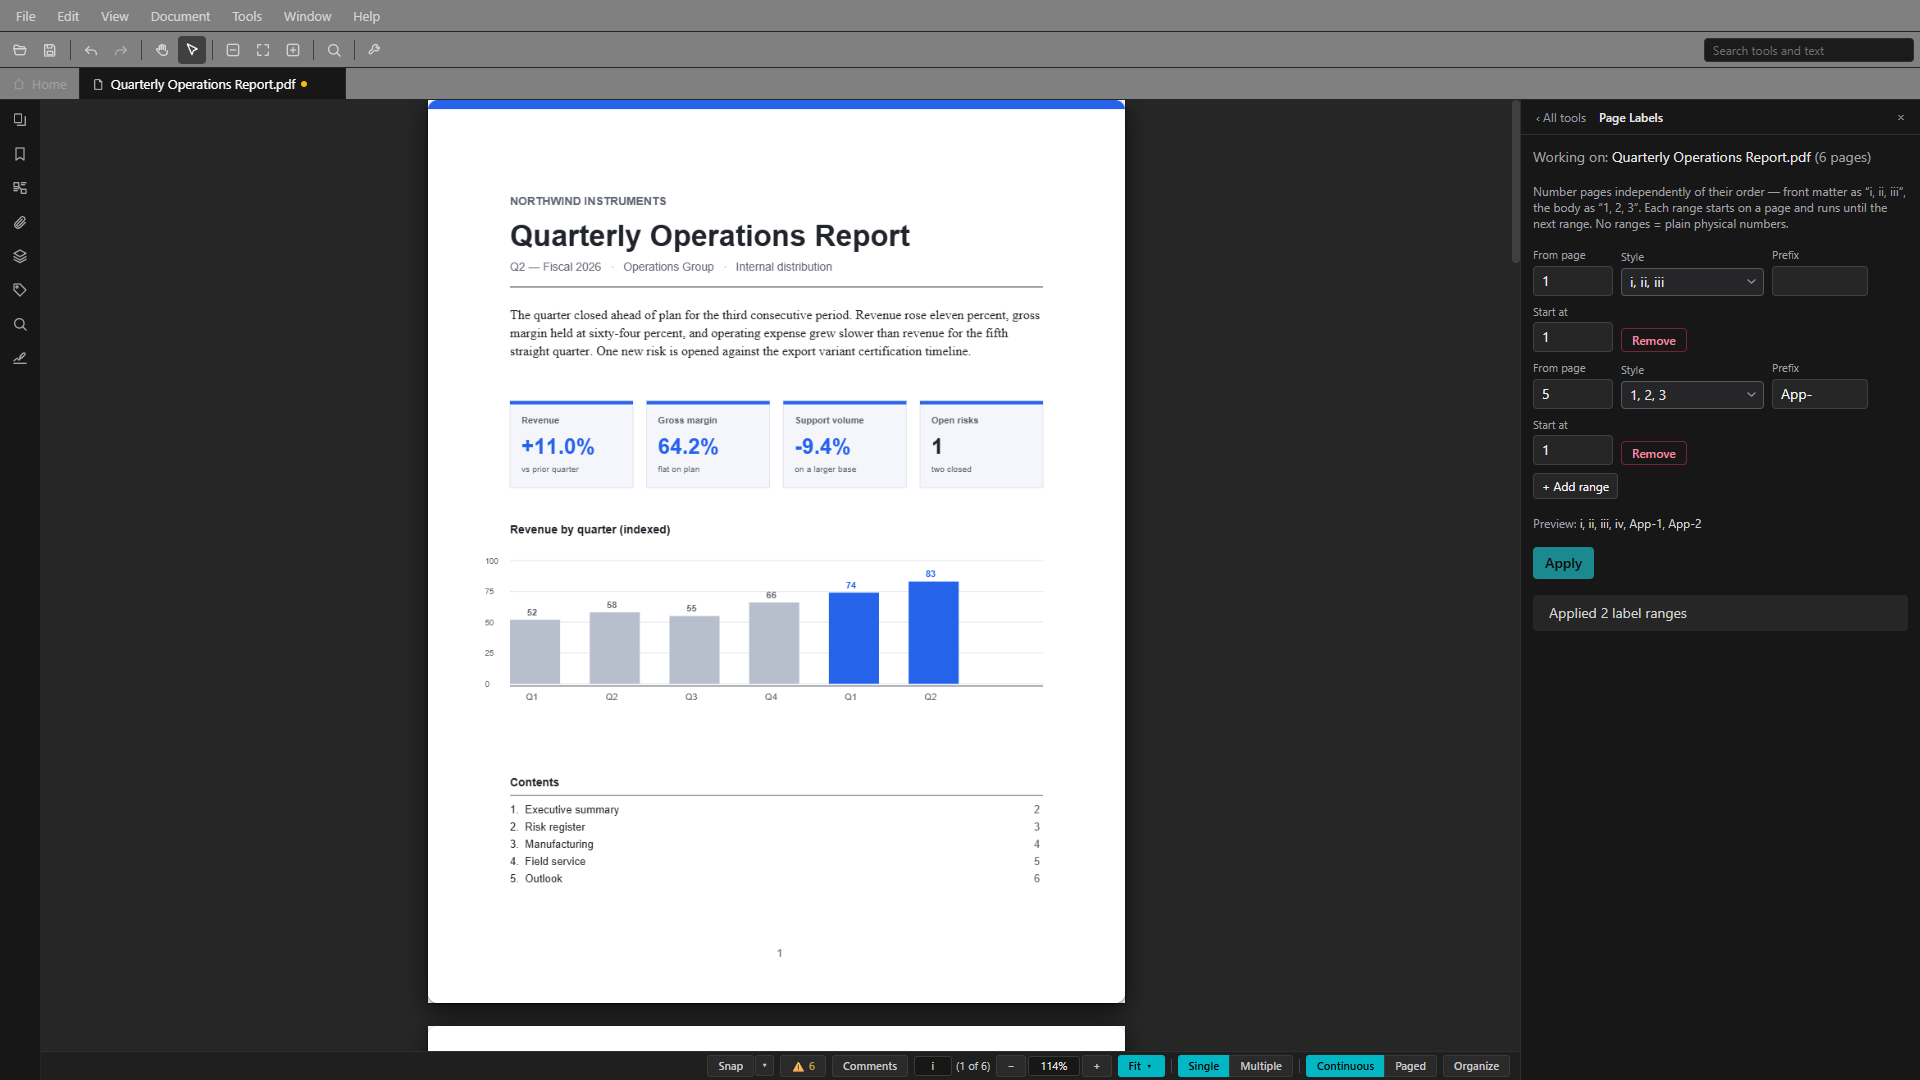 File Edit View Document Tools Window Help
Search tools and text
Home Quarterly Operations Report.pdf
NORTHWIND INSTRUMENTS
Quarterly Operations Report
Q2 — Fiscal 2026 · Operations Group · Internal distribution
The quarter closed ahead of plan for the third consecutive period. Revenue rose eleven percent, gross
margin held at sixty-four percent, and operating expense grew slower than revenue for the fifth
straight quarter. One new risk is opened against the export variant certification timeline.
Revenue
+11.0%
vs prior quarter
Gross margin
64.2%
flat on plan
Support volume
-9.4%
on a larger base
Open risks
1
two closed
Revenue by quarter (indexed)
100
75
50
25
0
52 58 55 66 74 83
Q1 Q2 Q3 Q4 Q1 Q2
Contents
1. Executive summary 2
2. Risk register 3
3. Manufacturing 4
4. Field service 5
5. Outlook 6
1
‹ All tools Page Labels ×
Working on: Quarterly Operations Report.pdf (6 pages)
Number pages independently of their order — front matter as “i, ii, iii”,
the body as “1, 2, 3”. Each range starts on a page and runs until the
next range. No ranges = plain physical numbers.
From page Style Prefix
1 i, ii, iii
Start at
1 Remove
From page Style Prefix
5 1, 2, 3 App-
Start at
1 Remove
+ Add range
Preview: i, ii, iii, iv, App-1, App-2
Apply
Applied 2 label ranges
Snap 6 Comments i (1 of 6) − 114% + Fit Single Multiple Continuous Paged Organize